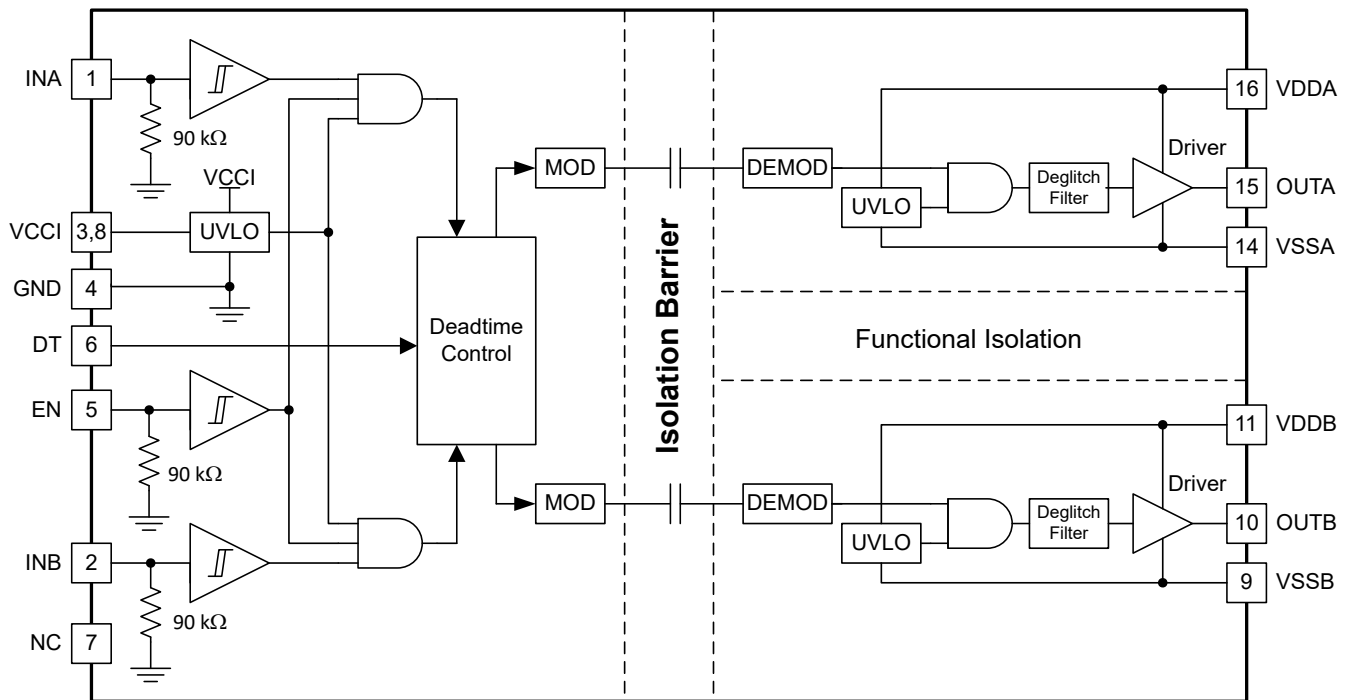 INA 1
90 kΩ
VCCI
VCCI 3,8 UVLO
GND 4
DT 6
EN 5
90 kΩ
INB 2
90 kΩ
NC 7
Deadtime
Control
MOD
MOD
Isolation Barrier
DEMOD
UVLO
Deglitch
Filter
Driver
16 VDDA
15 OUTA
14 VSSA
Functional Isolation
DEMOD
UVLO
Deglitch
Filter
Driver
11 VDDB
10 OUTB
9 VSSB